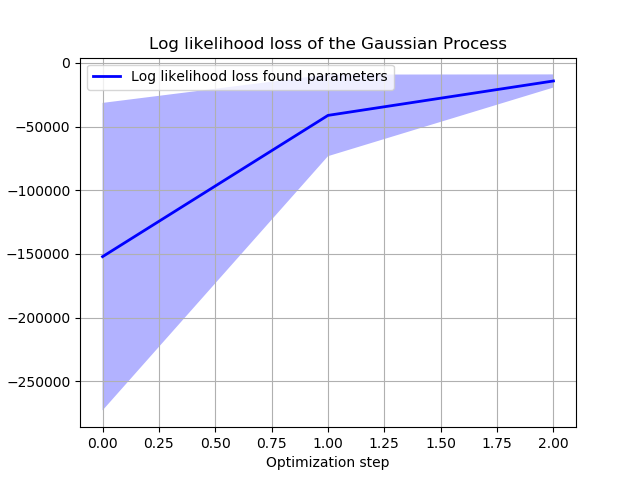 Log likelihood loss of the Gaussian Process
Log likelihood loss found parameters
0
−50000
−100000
−150000
−200000
−250000
0.00 0.25 0.50 0.75 1.00 1.25 1.50 1.75 2.00
Optimization step